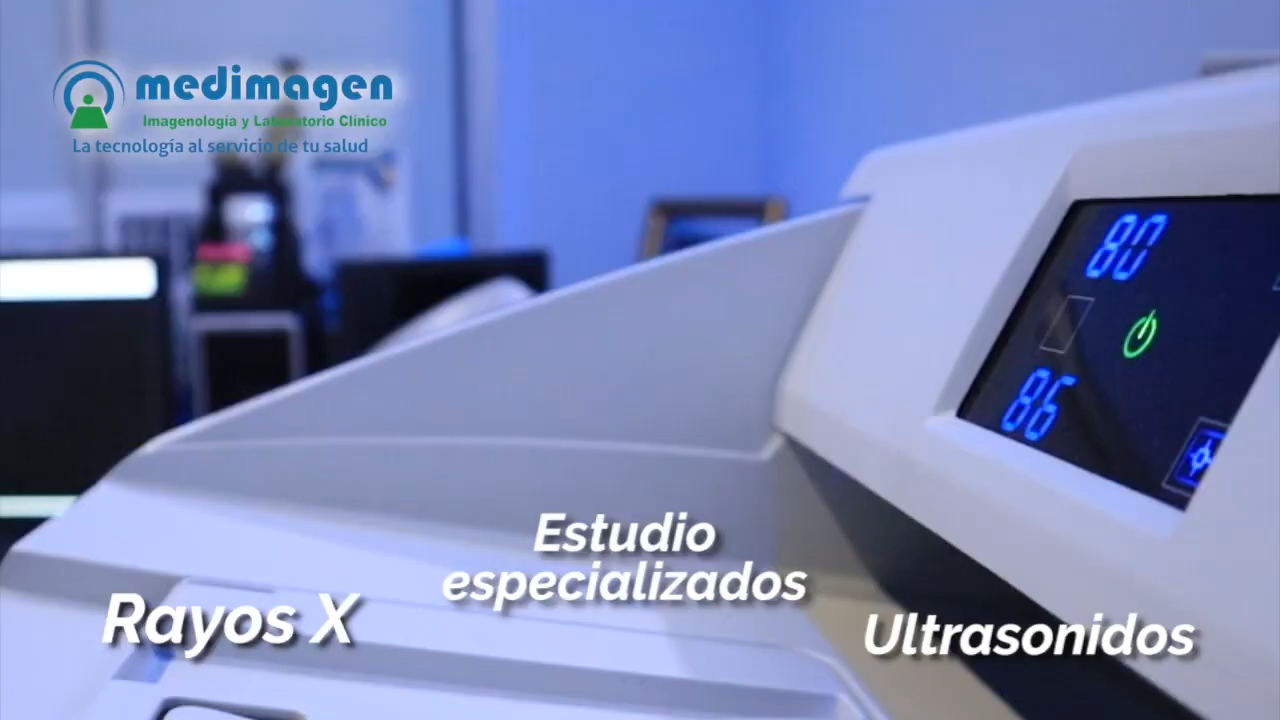 medimagen
Imagenología y Laboratorio Clínico
La tecnología al servicio de tu salud
80
86
Estudio
especializados
Rayos X
Ultrasonidos